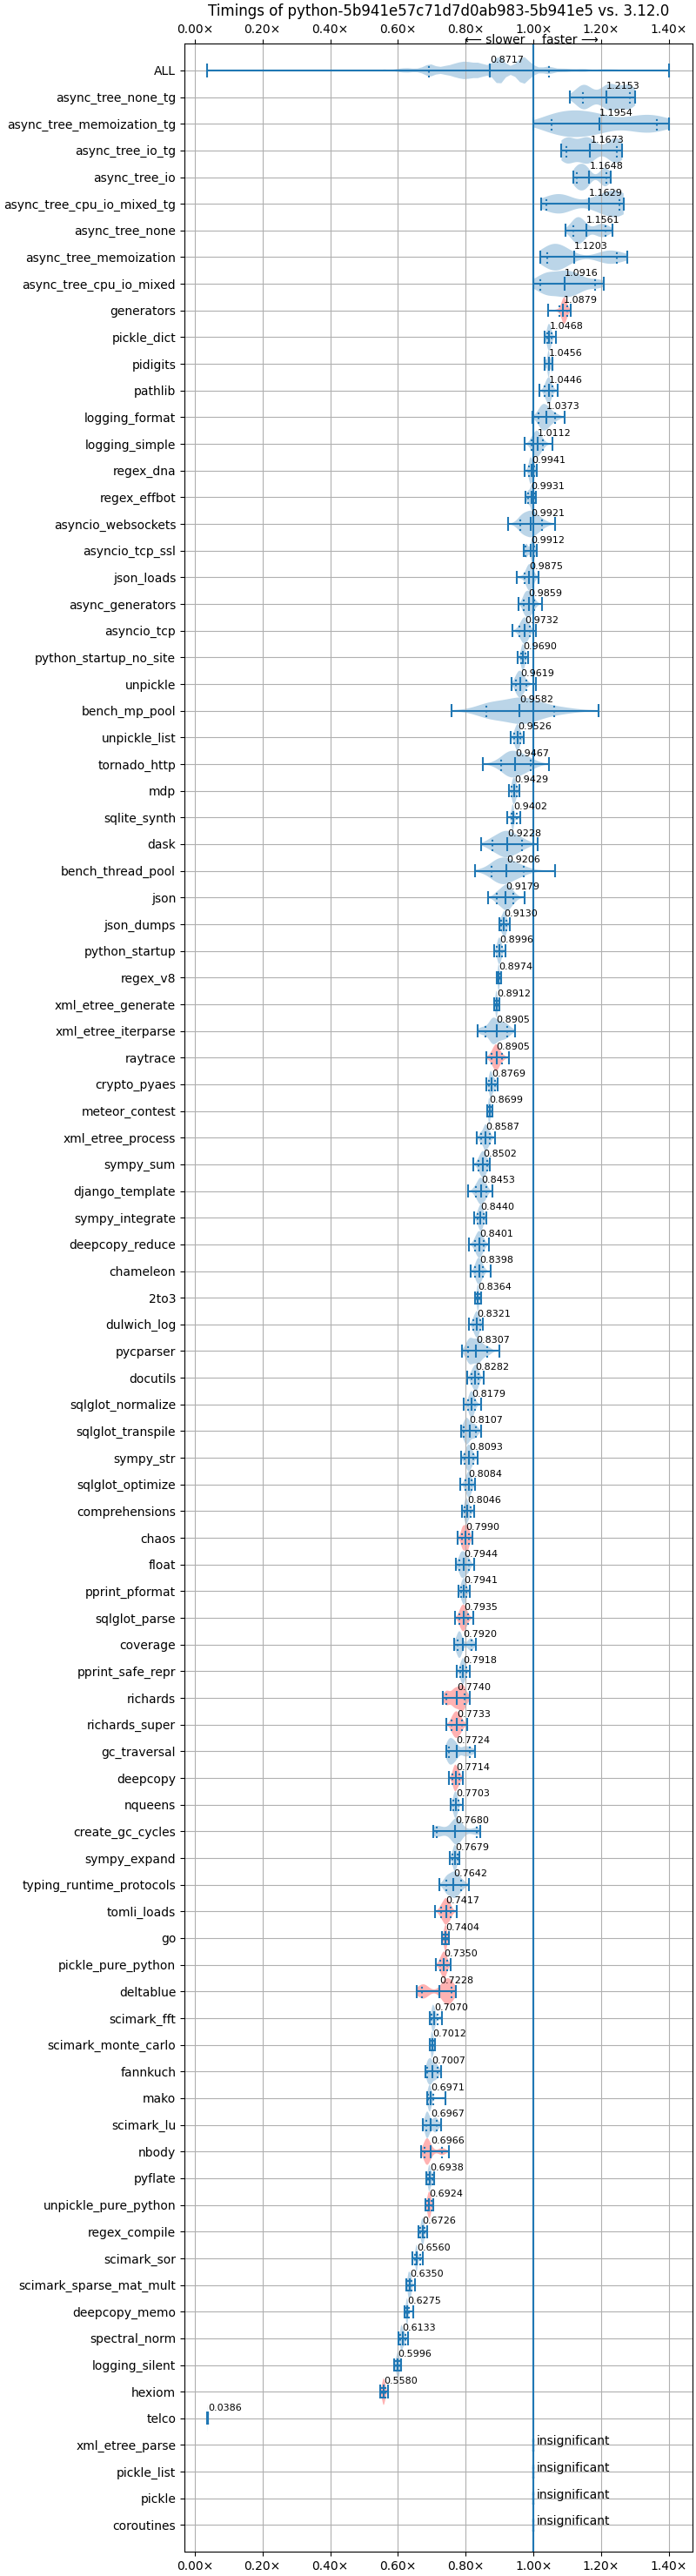 Timings of python-5b941e57c71d7d0ab983-5b941e5 vs. 3.12.0
0.00× 0.20× 0.40× 0.60× 0.80× 1.00× 1.20× 1.40×
⟵ slower faster ⟶
ALL 0.8717
async_tree_none_tg 1.2153
async_tree_memoization_tg 1.1954
async_tree_io_tg 1.1673
async_tree_io 1.1648
async_tree_cpu_io_mixed_tg 1.1629
async_tree_none 1.1561
async_tree_memoization 1.1203
async_tree_cpu_io_mixed 1.0916
generators 1.0879
pickle_dict 1.0468
pidigits 1.0456
pathlib 1.0446
logging_format 1.0373
logging_simple 1.0112
regex_dna 0.9941
regex_effbot 0.9931
asyncio_websockets 0.9921
asyncio_tcp_ssl 0.9912
json_loads 0.9875
async_generators 0.9859
asyncio_tcp 0.9732
python_startup_no_site 0.9690
unpickle 0.9619
bench_mp_pool 0.9582
unpickle_list 0.9526
tornado_http 0.9467
mdp 0.9429
sqlite_synth 0.9402
dask 0.9228
bench_thread_pool 0.9206
json 0.9179
json_dumps 0.9130
python_startup 0.8996
regex_v8 0.8974
xml_etree_generate 0.8912
xml_etree_iterparse 0.8905
raytrace 0.8905
crypto_pyaes 0.8769
meteor_contest 0.8699
xml_etree_process 0.8587
sympy_sum 0.8502
django_template 0.8453
sympy_integrate 0.8440
deepcopy_reduce 0.8401
chameleon 0.8398
2to3 0.8364
dulwich_log 0.8321
pycparser 0.8307
docutils 0.8282
sqlglot_normalize 0.8179
sqlglot_transpile 0.8107
sympy_str 0.8093
sqlglot_optimize 0.8084
comprehensions 0.8046
chaos 0.7990
float 0.7944
pprint_pformat 0.7941
sqlglot_parse 0.7935
coverage 0.7920
pprint_safe_repr 0.7918
richards 0.7740
richards_super 0.7733
gc_traversal 0.7724
deepcopy 0.7714
nqueens 0.7703
create_gc_cycles 0.7680
sympy_expand 0.7679
typing_runtime_protocols 0.7642
tomli_loads 0.7417
go 0.7404
pickle_pure_python 0.7350
deltablue 0.7228
scimark_fft 0.7070
scimark_monte_carlo 0.7012
fannkuch 0.7007
mako 0.6971
scimark_lu 0.6967
nbody 0.6966
pyflate 0.6938
unpickle_pure_python 0.6924
regex_compile 0.6726
scimark_sor 0.6560
scimark_sparse_mat_mult 0.6350
deepcopy_memo 0.6275
spectral_norm 0.6133
logging_silent 0.5996
hexiom 0.5580
telco 0.0386
xml_etree_parse insignificant
pickle_list insignificant
pickle insignificant
coroutines insignificant
0.00× 0.20× 0.40× 0.60× 0.80× 1.00× 1.20× 1.40×